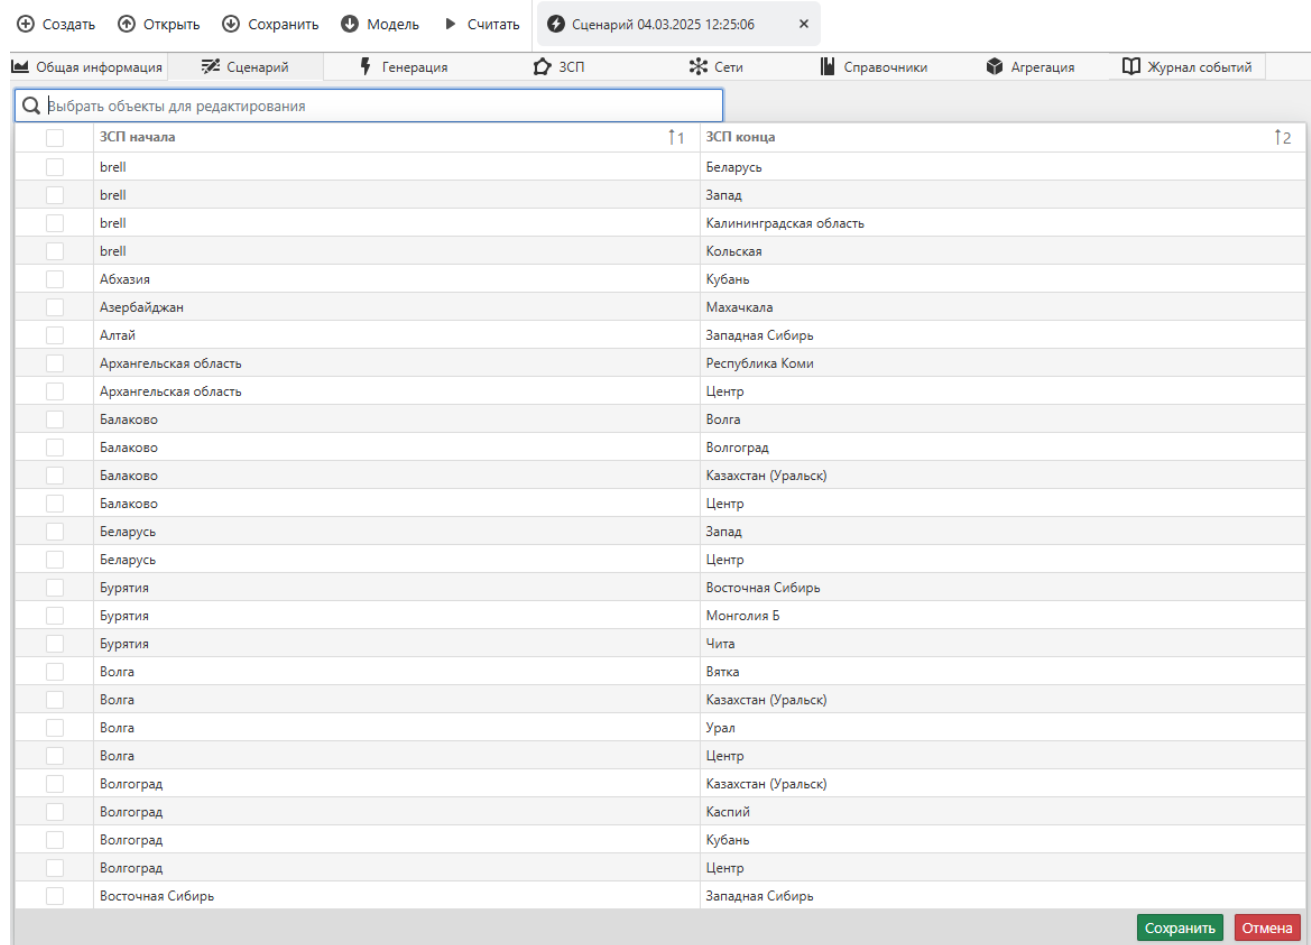 Создать Открыть Сохранить Модель Считать Сценарий 04.03.2025 12:25:06 ×
Общая информация Сценарий Генерация ЗСП Сети Справочники Агрегация Журнал событий
Выбрать объекты для редактирования
ЗСП начала ↑1 ЗСП конца ↑2
brell Беларусь
brell Запад
brell Калининградская область
brell Кольская
Абхазия Кубань
Азербайджан Махачкала
Алтай Западная Сибирь
Архангельская область Республика Коми
Архангельская область Центр
Балаково Волга
Балаково Волгоград
Балаково Казахстан (Уральск)
Балаково Центр
Беларусь Запад
Беларусь Центр
Бурятия Восточная Сибирь
Бурятия Монголия Б
Бурятия Чита
Волга Вятка
Волга Казахстан (Уральск)
Волга Урал
Волга Центр
Волгоград Казахстан (Уральск)
Волгоград Каспий
Волгоград Кубань
Волгоград Центр
Восточная Сибирь Западная Сибирь
Сохранить Отмена